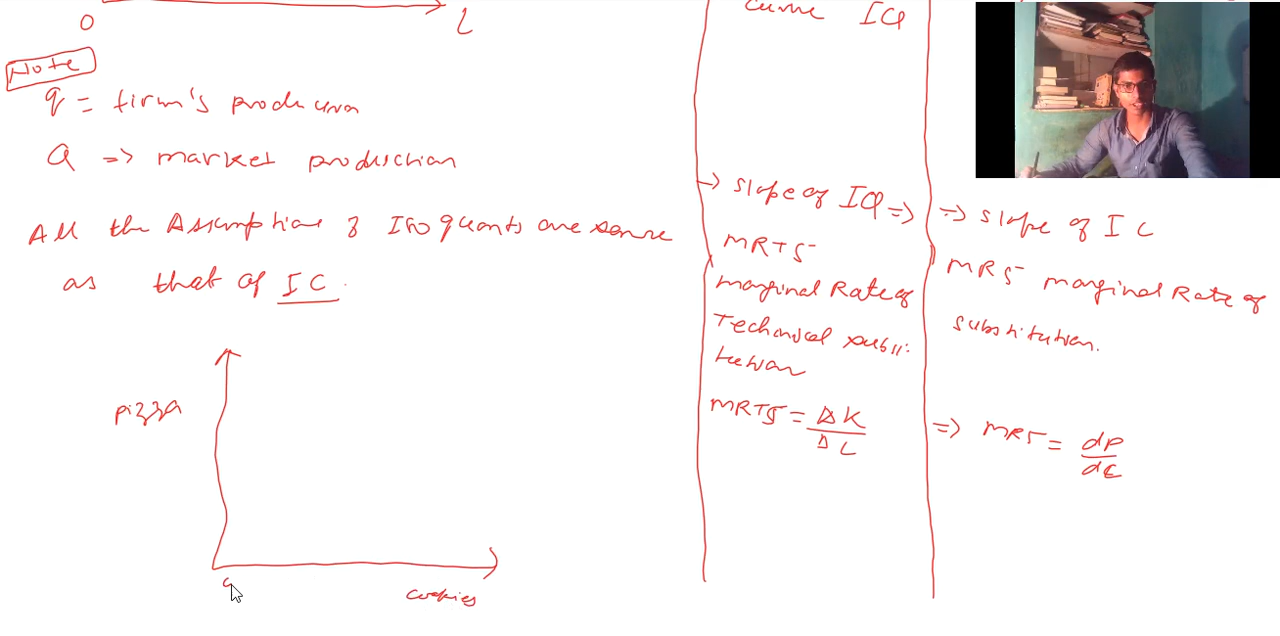 0
L
Note
q = firm's production
Q => market production
All the Assumptions of Isoquants are same
as that of IC.
Pizza
cookies
curve IQ
→ slope of IQ =>
MRTS
marginal Rate of
Technical substi-
tution
MRTS = ΔK
ΔL
=> slope of IC
MRS marginal Rate of
substitution.
=> MRS = dP
dC